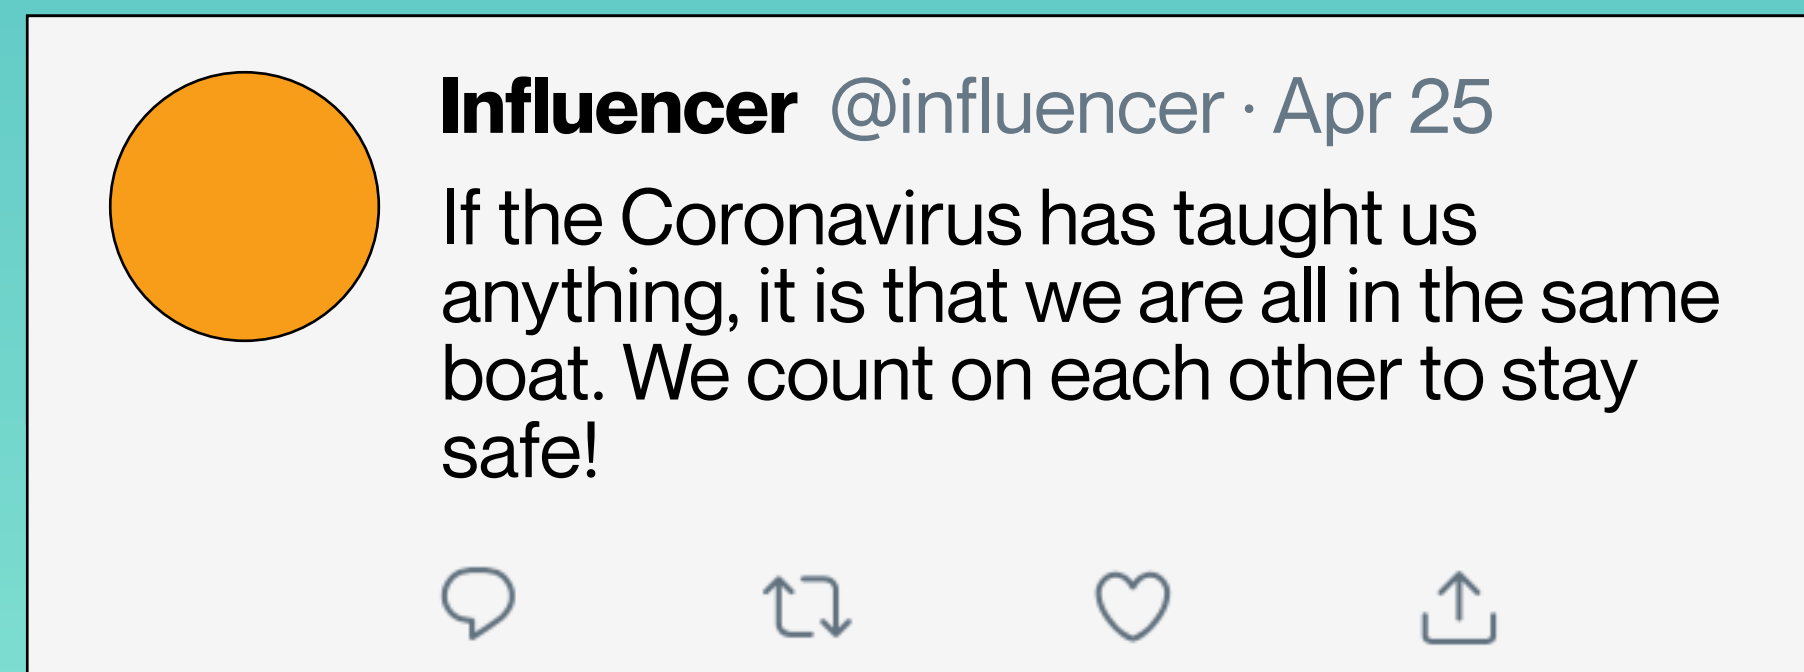 Influencer @influencer · Apr 25
If the Coronavirus has taught us
anything, it is that we are all in the same
boat. We count on each other to stay
safe!